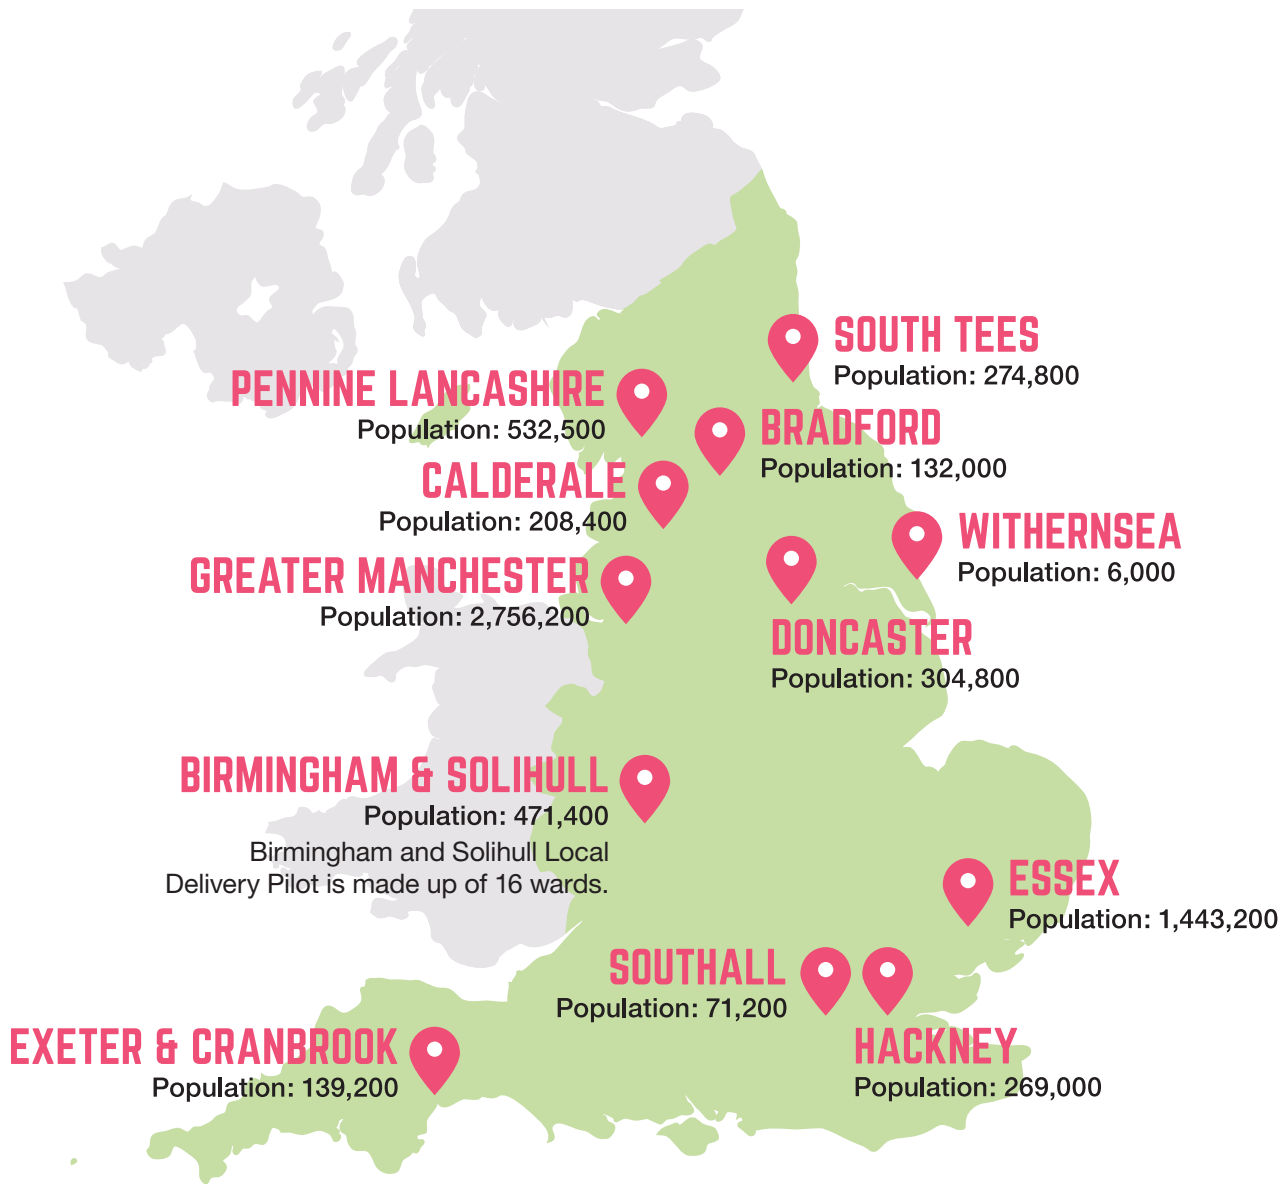 SOUTH TEES
Population: 274,800
PENNINE LANCASHIRE
Population: 532,500
BRADFORD
Population: 132,000
CALDERALE
Population: 208,400
WITHERNSEA
Population: 6,000
GREATER MANCHESTER
Population: 2,756,200
DONCASTER
Population: 304,800
BIRMINGHAM & SOLIHULL
Population: 471,400
Birmingham and Solihull Local
Delivery Pilot is made up of 16 wards.
ESSEX
Population: 1,443,200
SOUTHALL
Population: 71,200
HACKNEY
Population: 269,000
EXETER & CRANBROOK
Population: 139,200